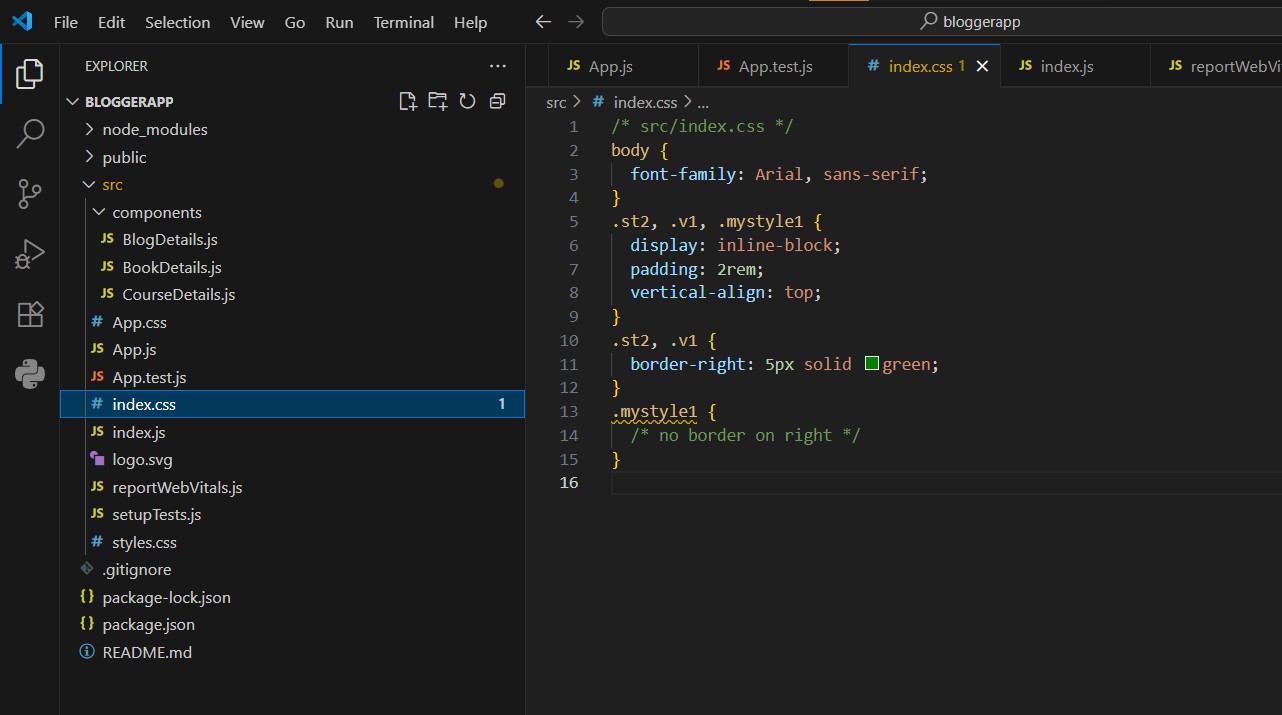 File Edit Selection View Go Run Terminal Help
bloggerapp
EXPLORER
BLOGGERAPP
node_modules
public
src
components
JS BlogDetails.js
JS BookDetails.js
JS CourseDetails.js
# App.css
JS App.js
JS App.test.js
# index.css 1
JS index.js
logo.svg
JS reportWebVitals.js
JS setupTests.js
# styles.css
.gitignore
{} package-lock.json
{} package.json
README.md
JS App.js JS App.test.js # index.css 1 JS index.js JS reportWebVi
src > # index.css > ...
1 /* src/index.css */
2 body {
3 font-family: Arial, sans-serif;
4 }
5 .st2, .v1, .mystyle1 {
6 display: inline-block;
7 padding: 2rem;
8 vertical-align: top;
9 }
10 .st2, .v1 {
11 border-right: 5px solid green;
12 }
13 .mystyle1 {
14 /* no border on right */
15 }
16